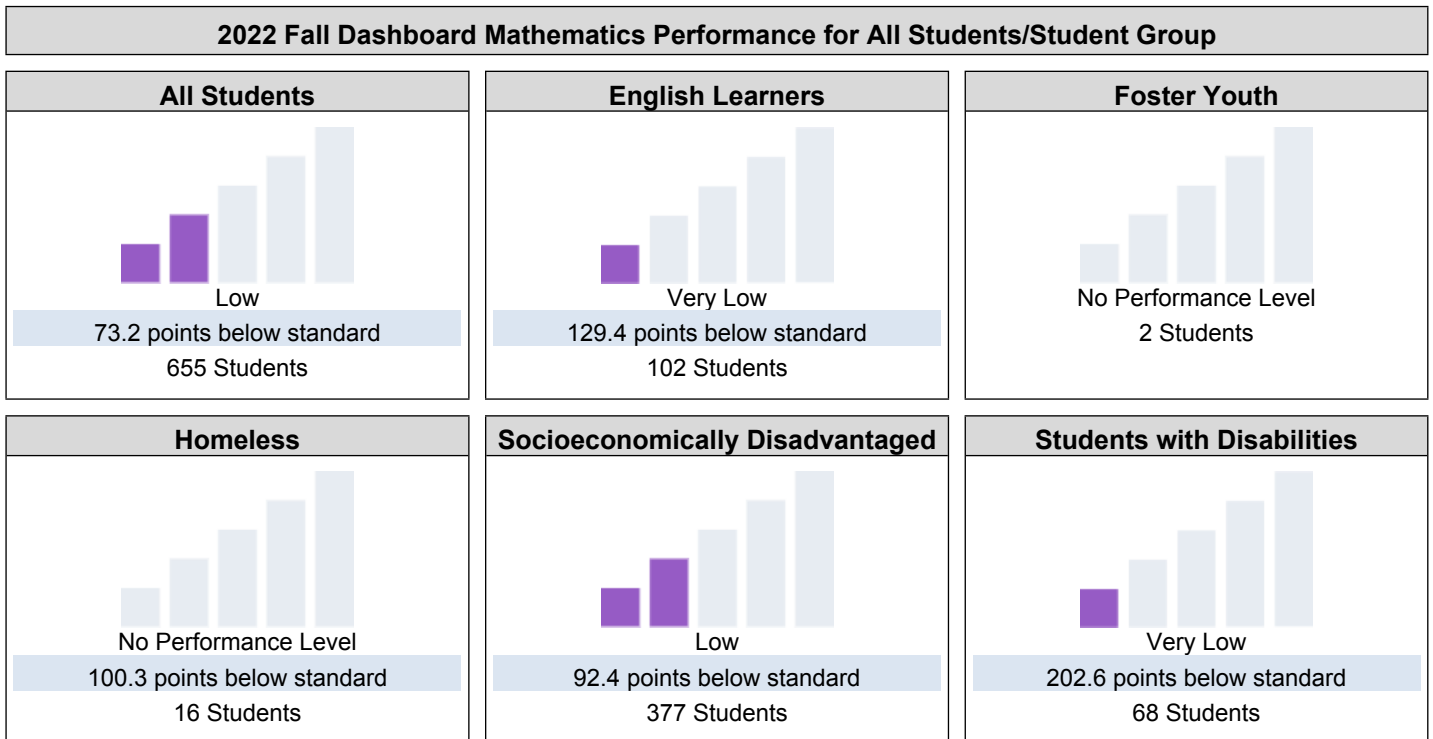 2022 Fall Dashboard Mathematics Performance for All Students/Student Group
All Students
Low
73.2 points below standard
655 Students
English Learners
Very Low
129.4 points below standard
102 Students
Foster Youth
No Performance Level
2 Students
Homeless
No Performance Level
100.3 points below standard
16 Students
Socioeconomically Disadvantaged
Low
92.4 points below standard
377 Students
Students with Disabilities
Very Low
202.6 points below standard
68 Students